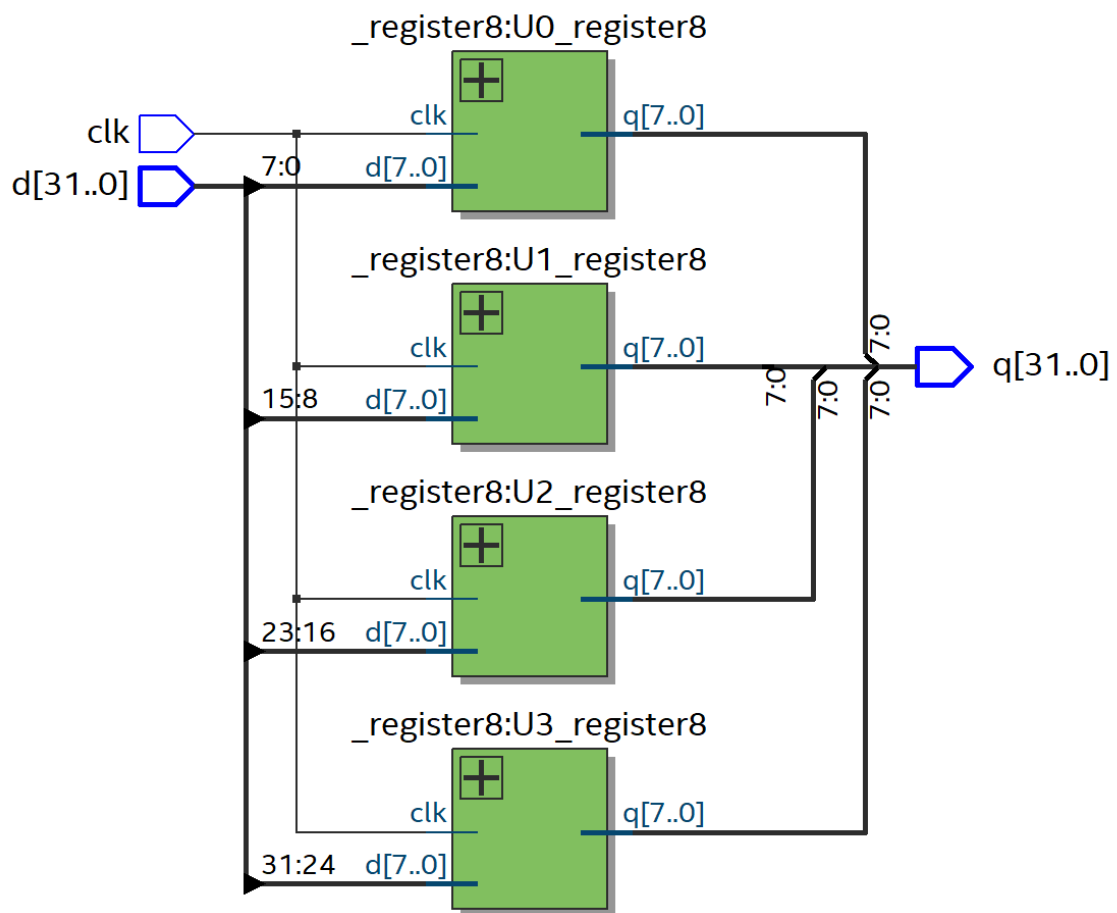 _register8:U0_register8
clk
clk
q[7..0]
d[31..0]
7:0
d[7..0]
_register8:U1_register8
clk
q[7..0]
7:0
q[31..0]
15:8
d[7..0]
7:0
7:0
7:0
_register8:U2_register8
clk
q[7..0]
23:16
d[7..0]
_register8:U3_register8
clk
q[7..0]
31:24
d[7..0]